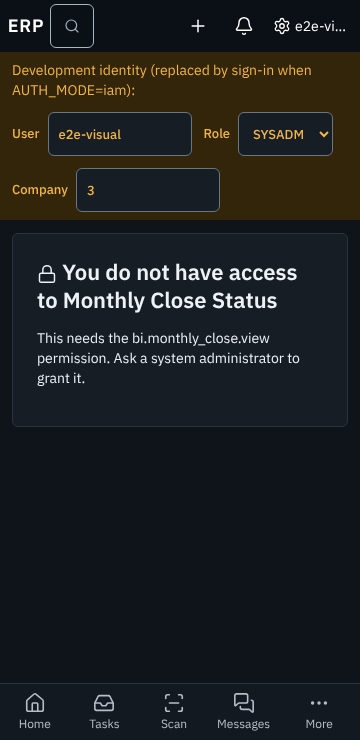 ERP
e2e-vi...
Development identity (replaced by sign-in when
AUTH_MODE=iam):
User
e2e-visual
Role
SYSADM
Company
3
You do not have access
to Monthly Close Status
This needs the bi.monthly_close.view
permission. Ask a system administrator to
grant it.
Home
Tasks
Scan
Messages
More